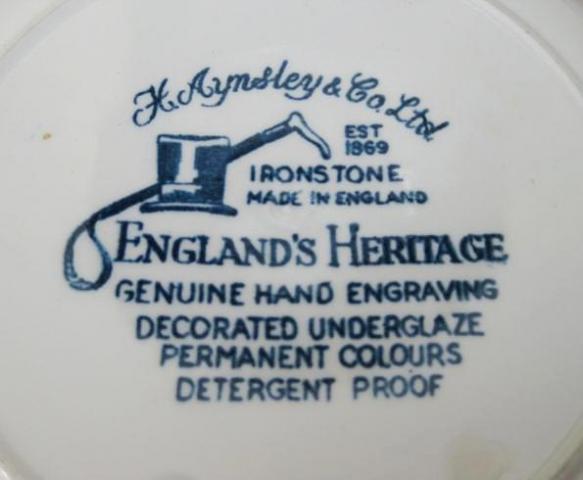 H. Aynsley & Co. Ltd.
EST
1869
IRONSTONE
MADE IN ENGLAND
ENGLAND'S HERITAGE
GENUINE HAND ENGRAVING
DECORATED UNDERGLAZE
PERMANENT COLOURS
DETERGENT PROOF